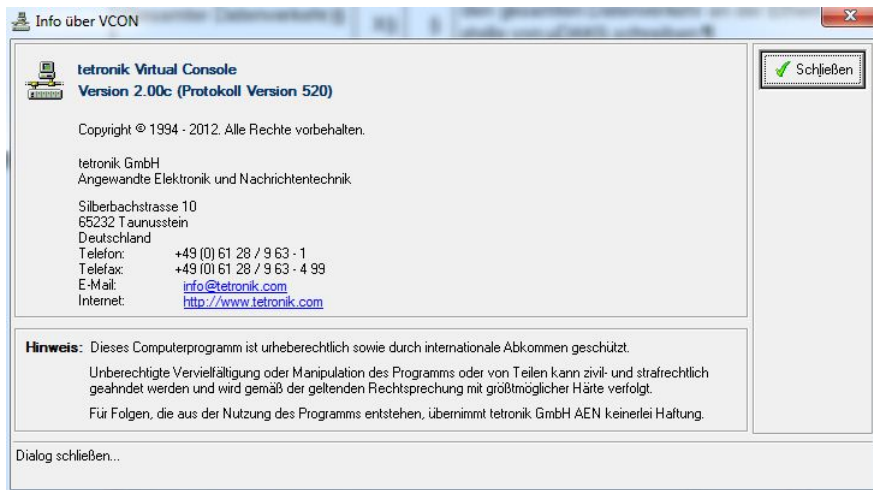 Info über VCON
tetronik Virtual Console
Version 2.00c (Protokoll Version 520)
Copyright © 1994 - 2012. Alle Rechte vorbehalten.
tetronik GmbH
Angewandte Elektronik und Nachrichtentechnik
Silberbachstrasse 10
65232 Taunusstein
Deutschland
Telefon: +49 (0) 61 28 / 9 63 - 1
Telefax: +49 (0) 61 28 / 9 63 - 4 99
E-Mail: info@tetronik.com
Internet: http://www.tetronik.com
Schließen
Hinweis: Dieses Computerprogramm ist urheberechtlich sowie durch internationale Abkommen geschützt.
Unberechtigte Vervielfältigung oder Manipulation des Programms oder von Teilen kann zivil- und strafrechtlich
geahndet werden und wird gemäß der geltenden Rechtsprechung mit größtmöglicher Härte verfolgt.
Für Folgen, die aus der Nutzung des Programms entstehen, übernimmt tetronik GmbH AEN keinerlei Haftung.
Dialog schließen...